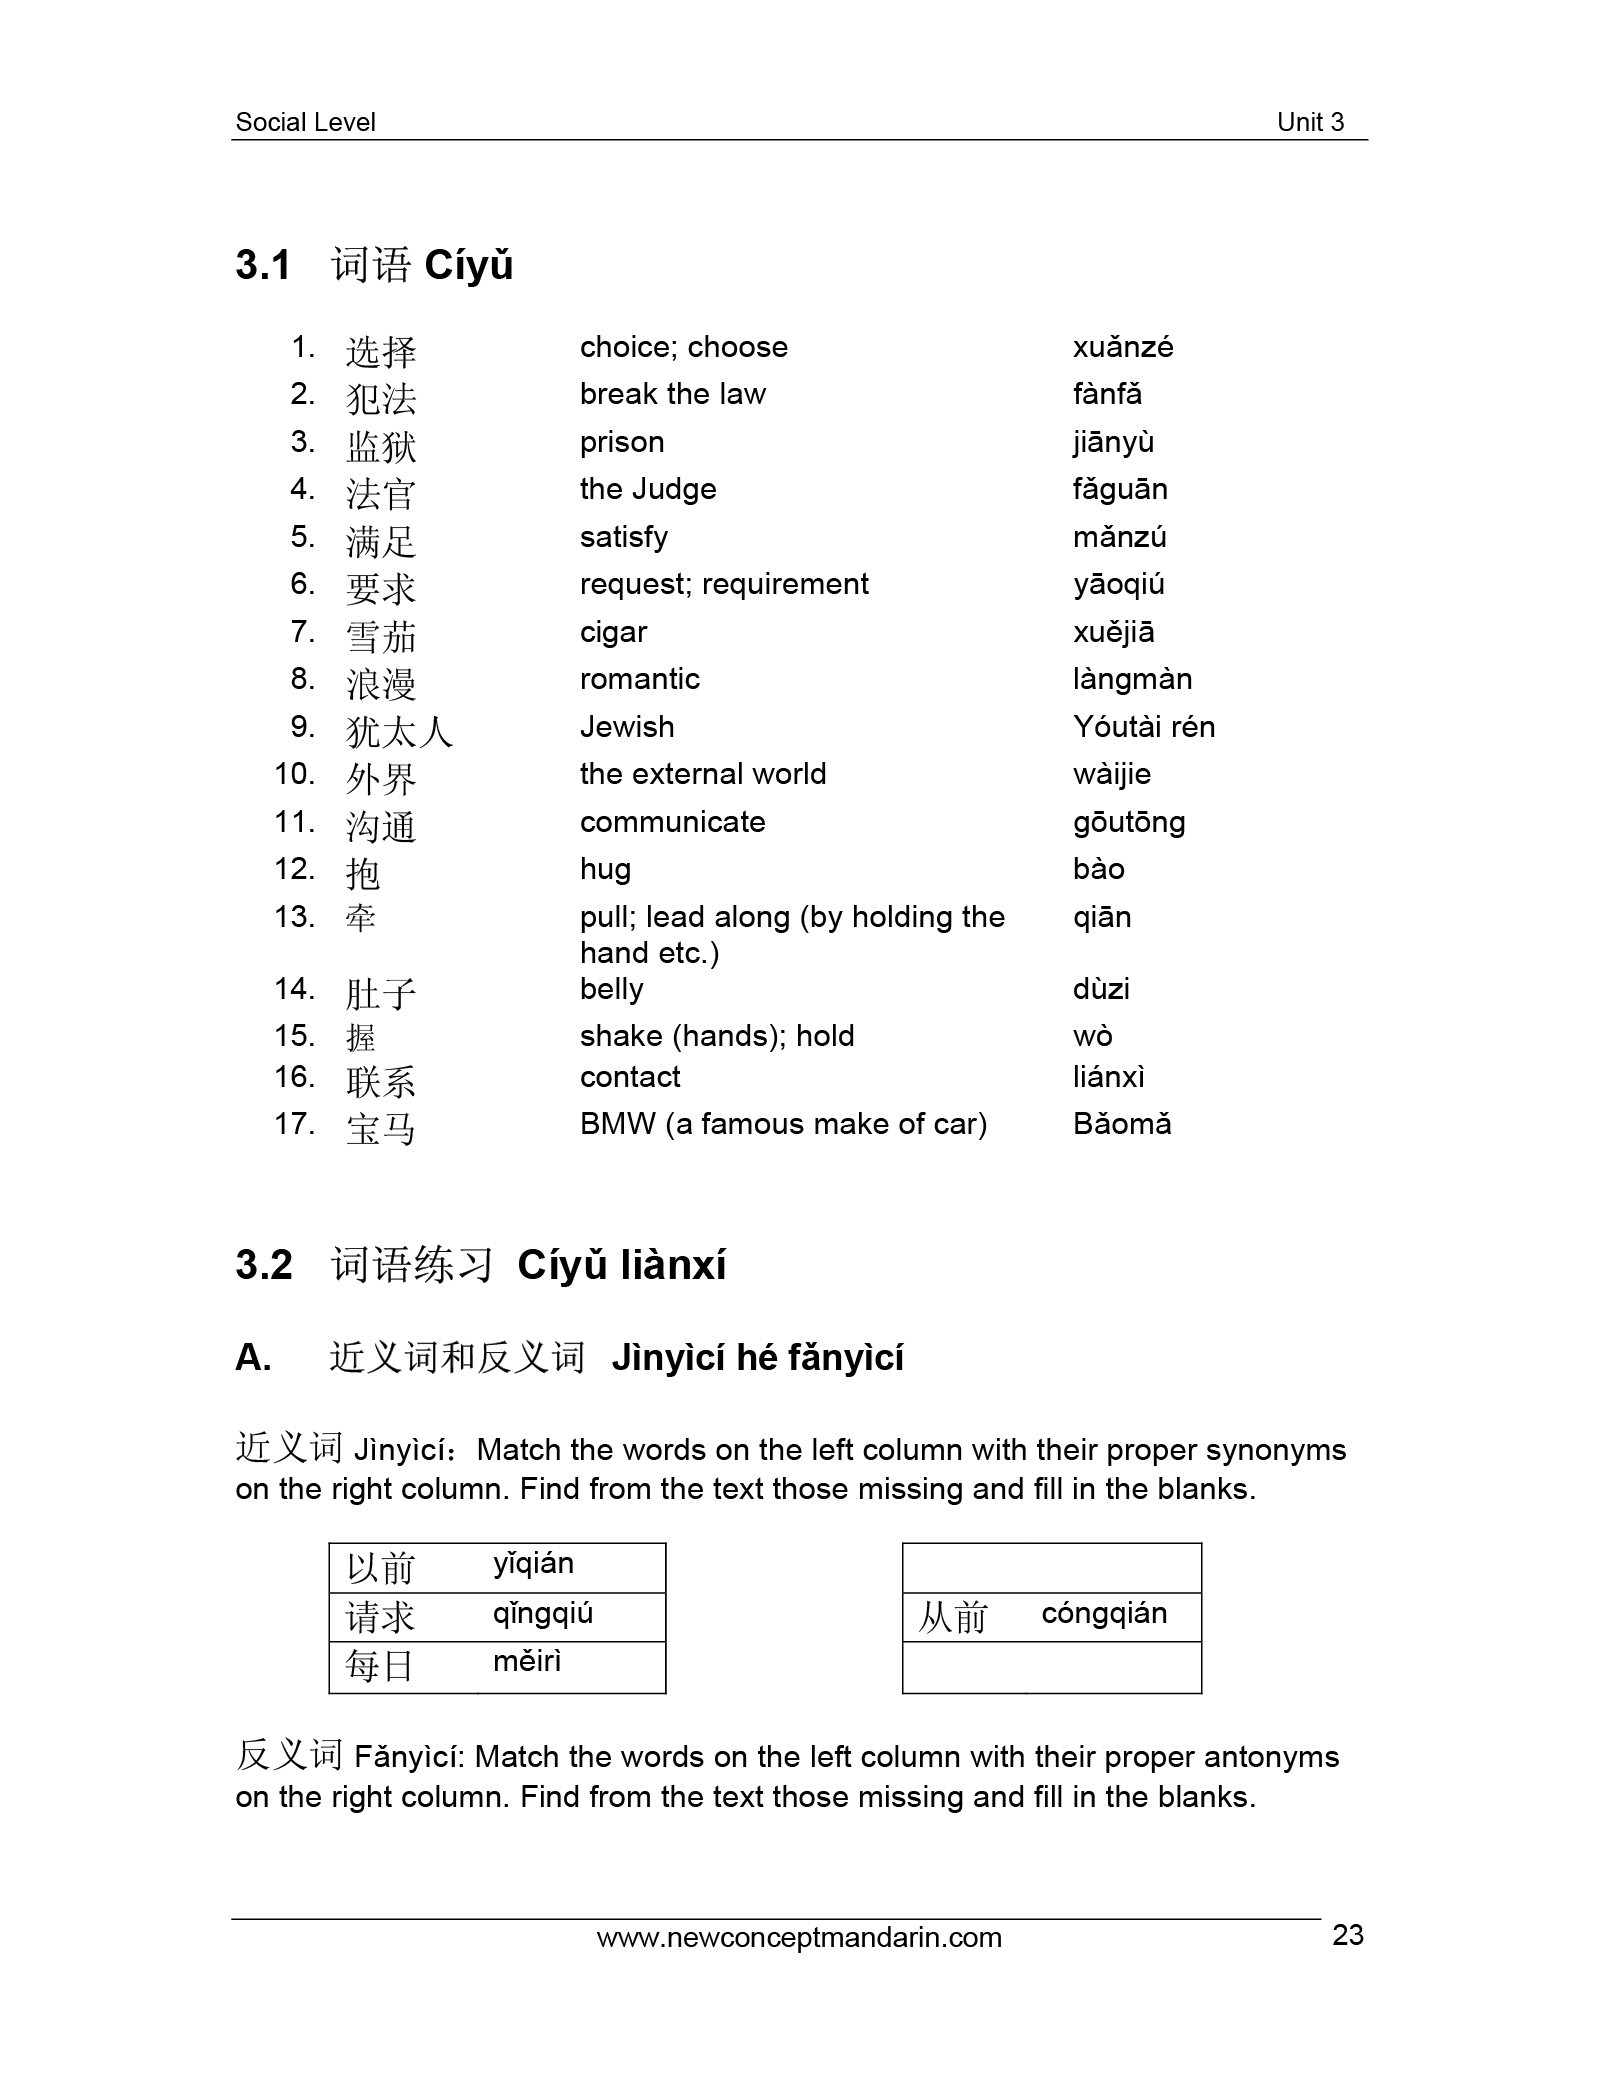 Social Level Unit 3
3.1 词语 Cíyǔ
1. 选择 choice; choose xuǎnzé
2. 犯法 break the law fànfǎ
3. 监狱 prison jiānyù
4. 法官 the Judge fǎguān
5. 满足 satisfy mǎnzú
6. 要求 request; requirement yāoqiú
7. 雪茄 cigar xuějiā
8. 浪漫 romantic làngmàn
9. 犹太人 Jewish Yóutài rén
10. 外界 the external world wàijie
11. 沟通 communicate gōutōng
12. 抱 hug bào
13. 牵 pull; lead along (by holding the qiān
hand etc.)
14. 肚子 belly dùzi
15. 握 shake (hands); hold wò
16. 联系 contact liánxì
17. 宝马 BMW (a famous make of car) Bǎomǎ
3.2 词语练习 Cíyǔ liànxí
A. 近义词和反义词 Jìnyìcí hé fǎnyìcí
近义词 Jìnyìcí：Match the words on the left column with their proper synonyms
on the right column. Find from the text those missing and fill in the blanks.
以前 yǐqián
请求 qǐngqiú 从前 cóngqián
每日 měirì
反义词 Fǎnyìcí: Match the words on the left column with their proper antonyms
on the right column. Find from the text those missing and fill in the blanks.
www.newconceptmandarin.com 23